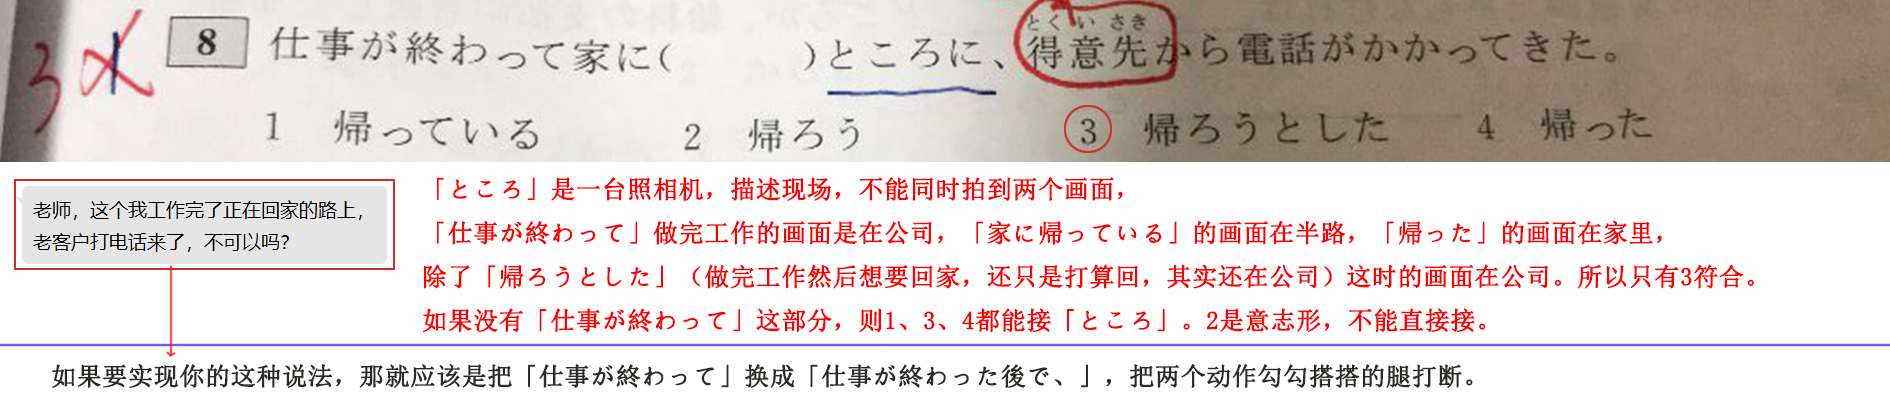 3
8 仕事が終わって家に( )ところに、得意先から電話がかかってきた。
とくいさき
1 帰っている 2 帰ろう 3 帰ろうとした 4 帰った
老师，这个我工作完了正在回家的路上，
老客户打电话来了，不可以吗？
「ところ」是一台照相机，描述现场，不能同时拍到两个画面，
「仕事が終わって」做完工作的画面是在公司，「家に帰っている」的画面在半路，「帰った」的画面在家里，
除了「帰ろうとした」（做完工作然后想要回家，还只是打算回，其实还在公司）这时的画面在公司。所以只有3符合。
如果没有「仕事が終わって」这部分，则1、3、4都能接「ところ」。2是意志形，不能直接接。
如果要实现你的这种说法，那就应该是把「仕事が終わって」换成「仕事が終わった後で、」，把两个动作勾勾搭搭的腿打断。